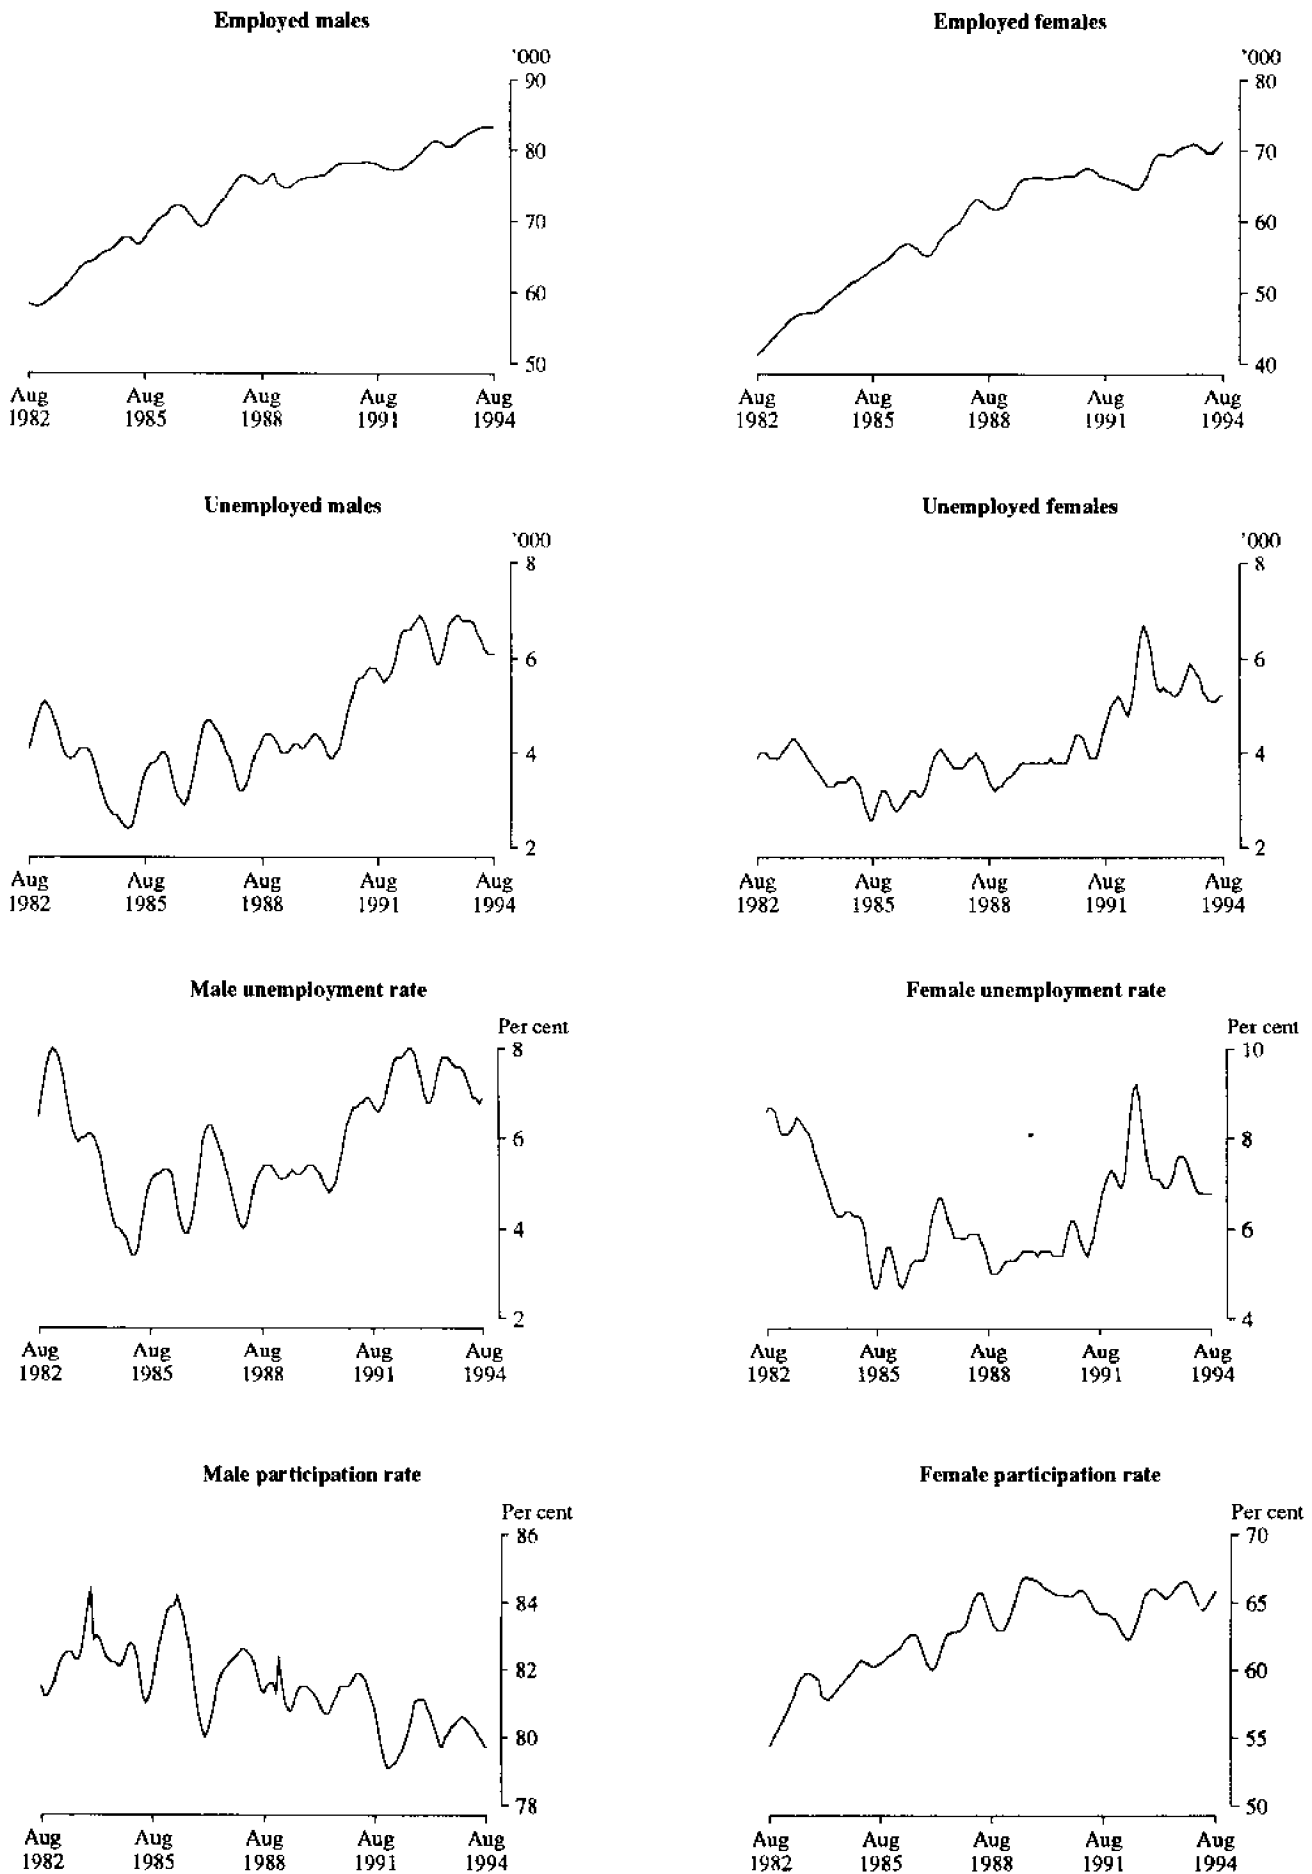 Employed males
'000
90
80
70
60
50
Aug Aug Aug Aug Aug
1982 1985 1988 1991 1994
Employed females
'000
80
70
60
50
40
Aug Aug Aug Aug Aug
1982 1985 1988 1991 1994
Unemployed males
'000
8
6
4
2
Aug Aug Aug Aug Aug
1982 1985 1988 1991 1994
Unemployed females
'000
8
6
4
2
Aug Aug Aug Aug Aug
1982 1985 1988 1991 1994
Male unemployment rate
Per cent
8
6
4
2
Aug Aug Aug Aug Aug
1982 1985 1988 1991 1994
Female unemployment rate
Per cent
10
8
6
4
Aug Aug Aug Aug Aug
1982 1985 1988 1991 1994
Male participation rate
Per cent
86
84
82
80
78
Aug Aug Aug Aug Aug
1982 1985 1988 1991 1994
Female participation rate
Per cent
70
65
60
55
50
Aug Aug Aug Aug Aug
1982 1985 1988 1991 1994